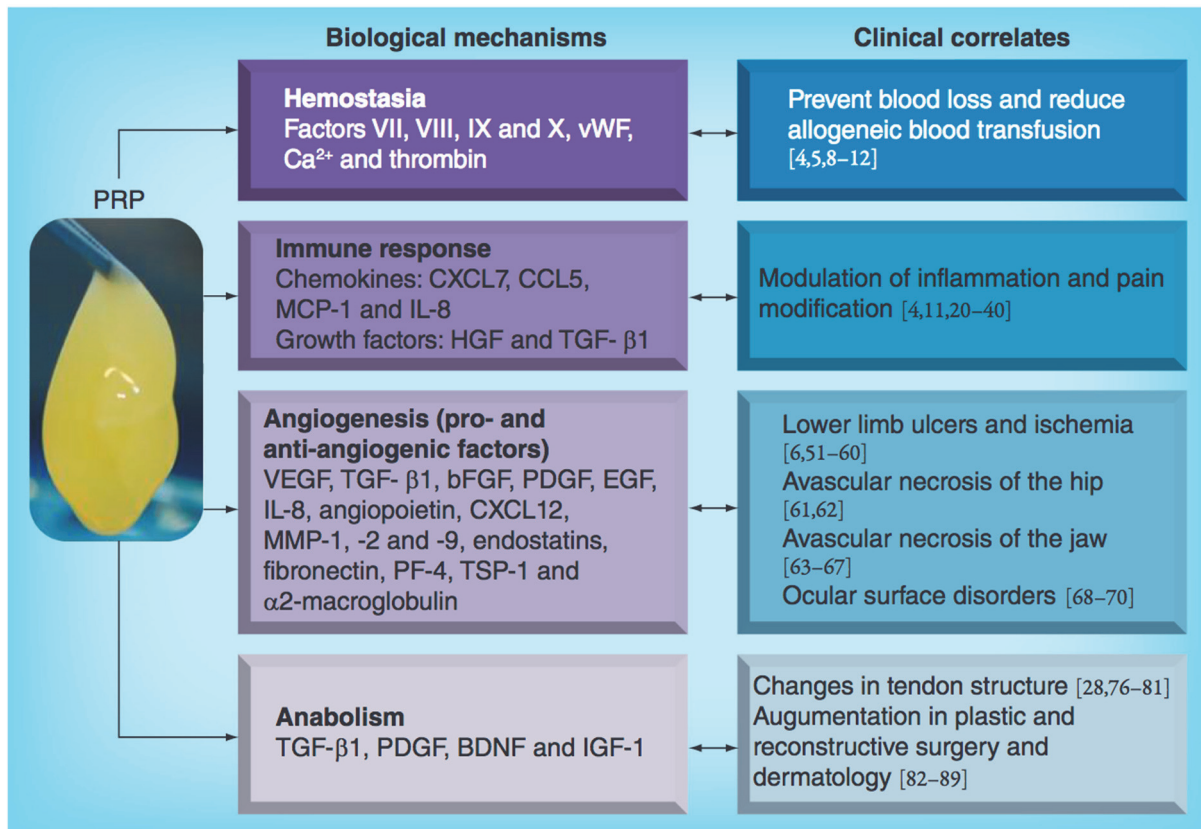 Biological mechanisms
Clinical correlates
PRP
Hemostasia
Factors VII, VIII, IX and X, vWF,
Ca²⁺ and thrombin
Prevent blood loss and reduce
allogeneic blood transfusion
[4,5,8–12]
Immune response
Chemokines: CXCL7, CCL5,
MCP-1 and IL-8
Growth factors: HGF and TGF- β1
Modulation of inflammation and pain
modification [4,11,20–40]
Angiogenesis (pro- and
anti-angiogenic factors)
VEGF, TGF- β1, bFGF, PDGF, EGF,
IL-8, angiopoietin, CXCL12,
MMP-1, -2 and -9, endostatins,
fibronectin, PF-4, TSP-1 and
α2-macroglobulin
Lower limb ulcers and ischemia
[6,51–60]
Avascular necrosis of the hip
[61,62]
Avascular necrosis of the jaw
[63–67]
Ocular surface disorders [68–70]
Anabolism
TGF-β1, PDGF, BDNF and IGF-1
Changes in tendon structure [28,76–81]
Augumentation in plastic and
reconstructive surgery and
dermatology [82–89]